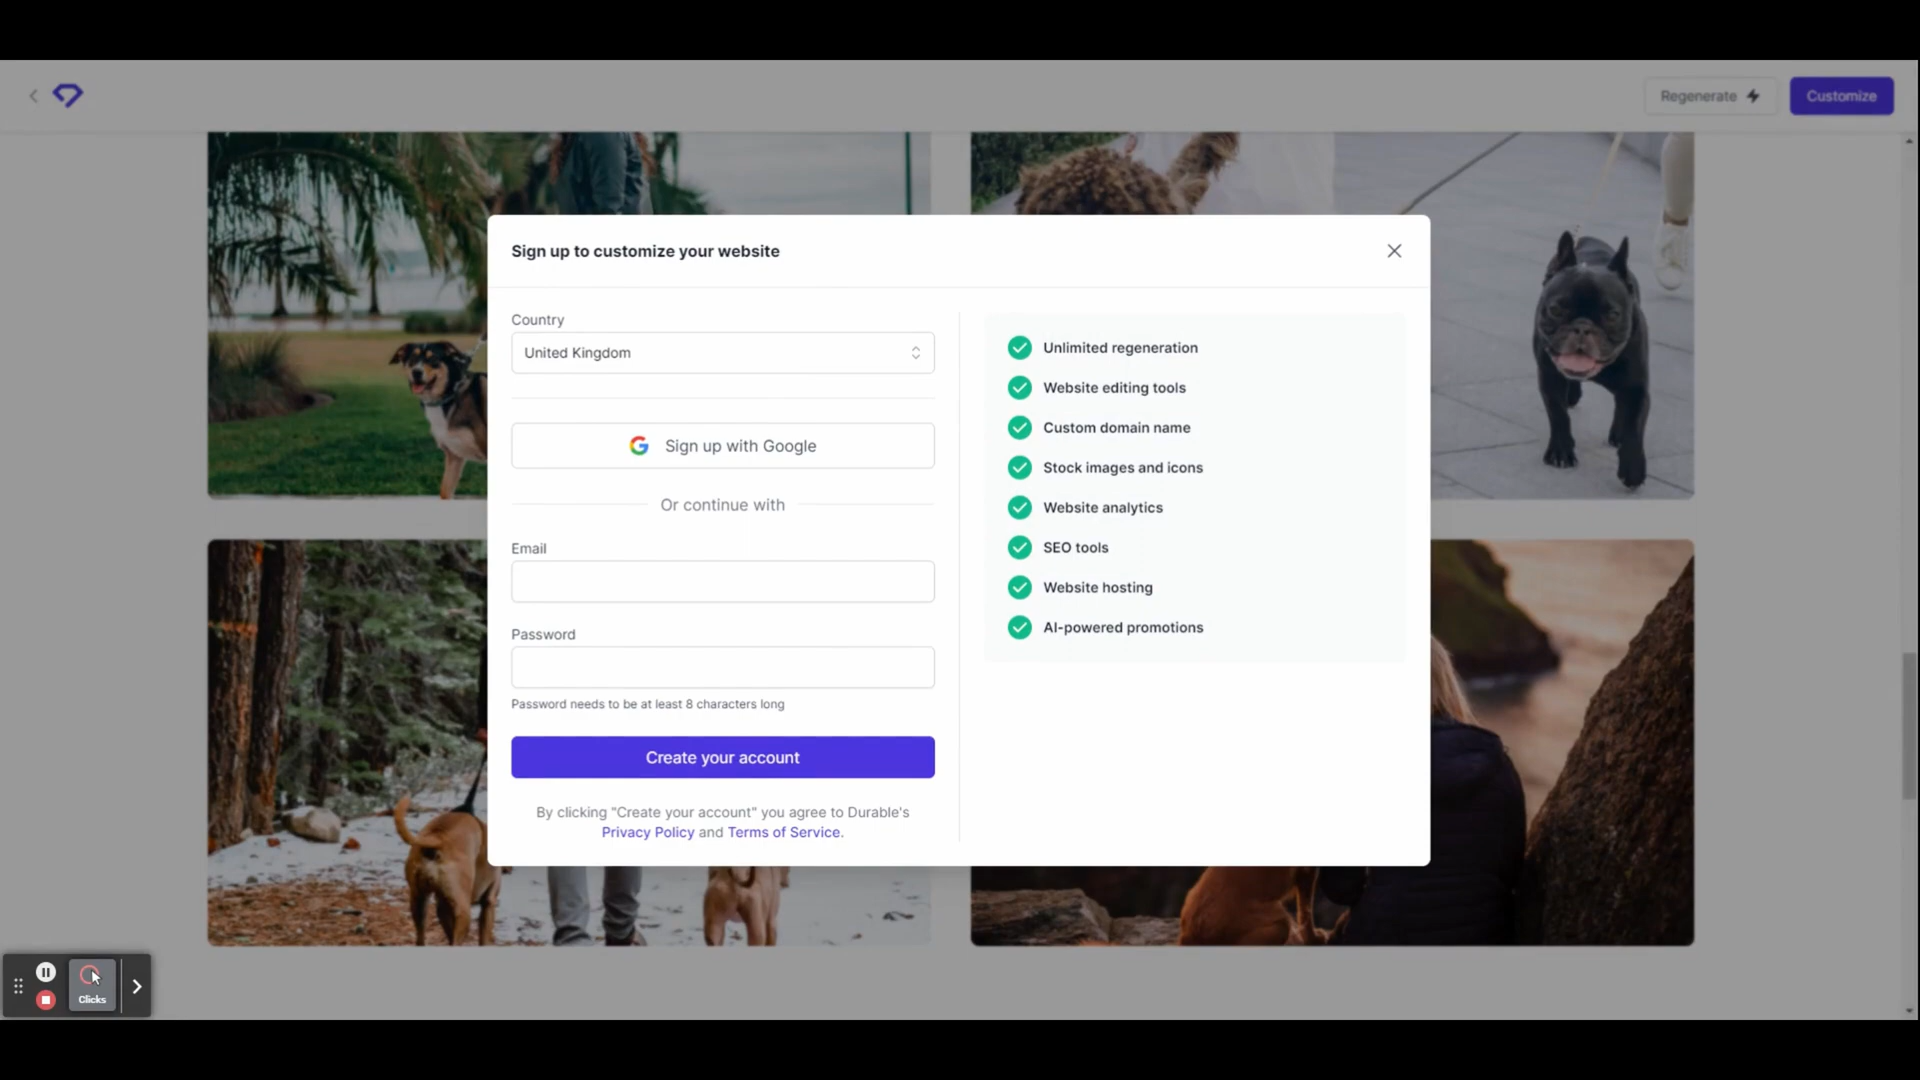 Regenerate
Customize
Sign up to customize your website
Country
United Kingdom
Sign up with Google
Or continue with
Email
Password
Password needs to be at least 8 characters long
Create your account
By clicking "Create your account" you agree to Durable's
Privacy Policy and Terms of Service.
Unlimited regeneration
Website editing tools
Custom domain name
Stock images and icons
Website analytics
SEO tools
Website hosting
AI-powered promotions
Clicks